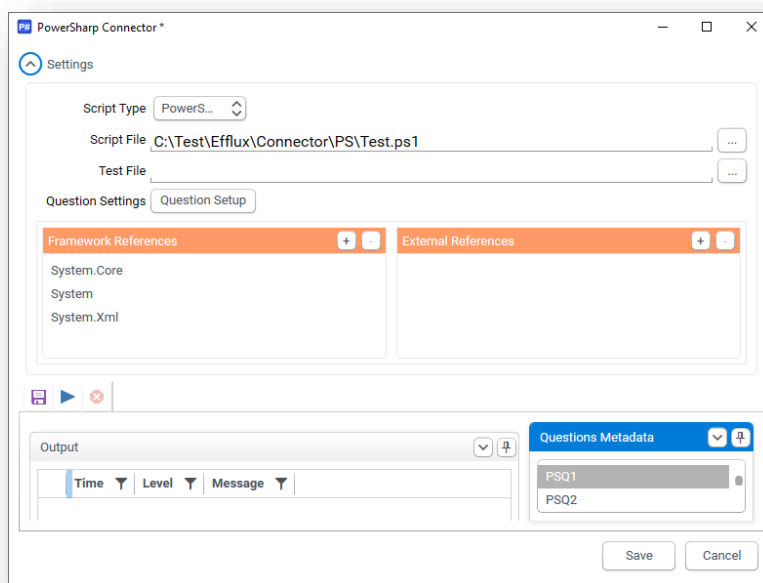 P# PowerSharp Connector *
Settings
Script Type PowerS...
Script File C:\Test\Efflux\Connector\PS\Test.ps1 ...
Test File ...
Question Settings Question Setup
Framework References + - External References + -
System.Core
System
System.Xml
Output
Time Level Message
Questions Metadata
PSQ1
PSQ2
Save Cancel